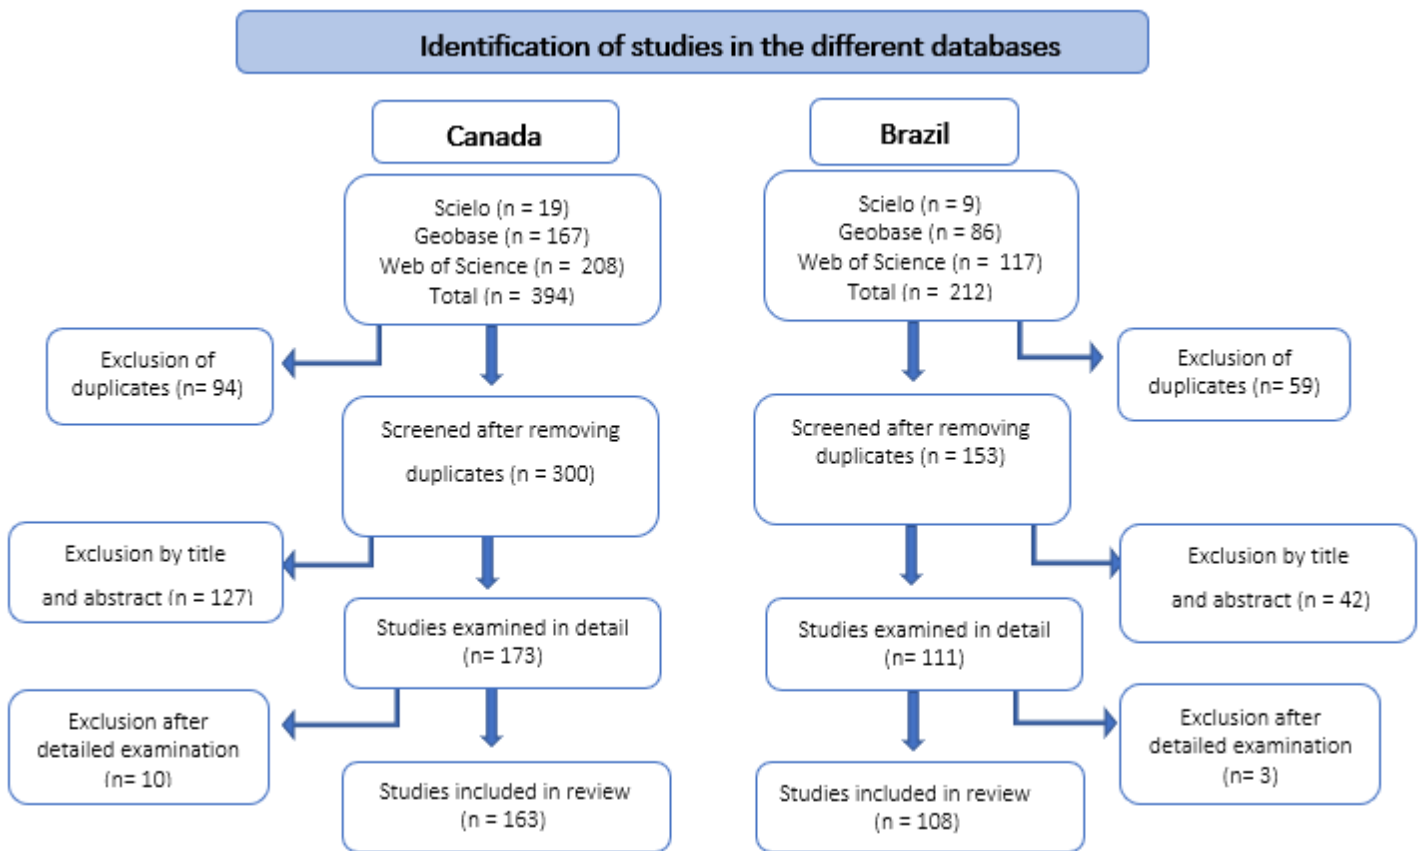 Identification of studies in the different databases
Canada
Brazil
Scielo (n = 19)
Geobase (n = 167)
Web of Science (n =  208)
Total (n =  394)
Scielo (n = 9)
Geobase (n = 86)
Web of Science (n =  117)
Total (n =  212)
Exclusion of
duplicates (n= 94)
Exclusion of
duplicates (n= 59)
Screened after removing
duplicates (n = 300)
Screened after removing
duplicates (n = 153)
Exclusion by title
and abstract (n = 127)
Exclusion by title
and abstract (n = 42)
Studies examined in detail
(n= 173)
Studies examined in detail
(n= 111)
Exclusion after
detailed examination
(n= 10)
Exclusion after
detailed examination
(n= 3)
Studies included in review
(n = 163)
Studies included in review
(n = 108)